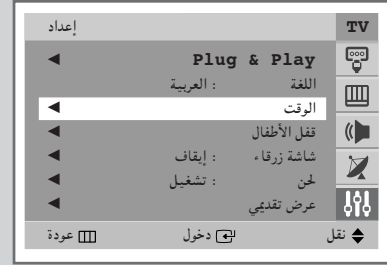 TV
إعداد
Plug & Play
اللغة : العربية
الوقت
قفل الأطفال
شاشة زرقاء : إيقاف
لحن : تشغيل
عرض تقديمي
نقل دخول عودة